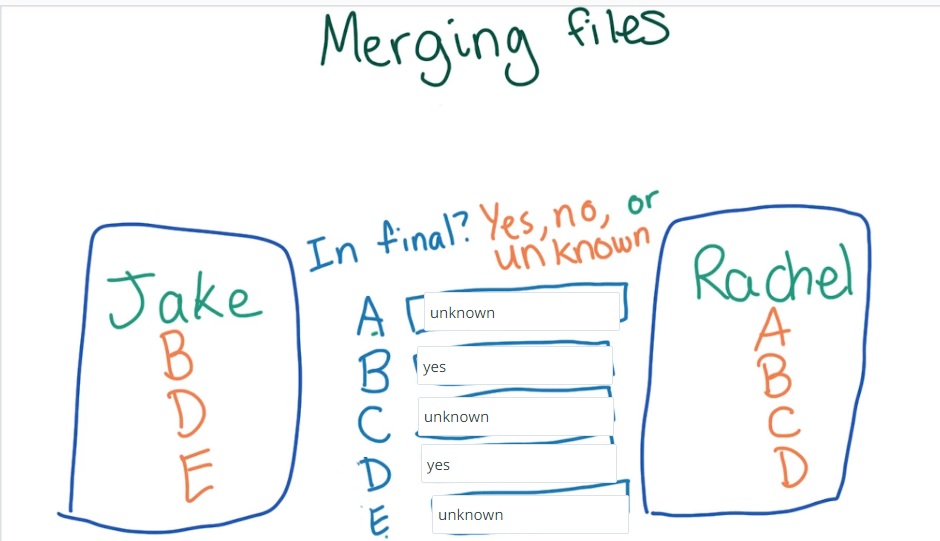 Merging files
In final? Yes, no, or
unknown
Jake
B
D
E
A unknown
B yes
C unknown
D yes
E unknown
Rachel
A
B
C
D